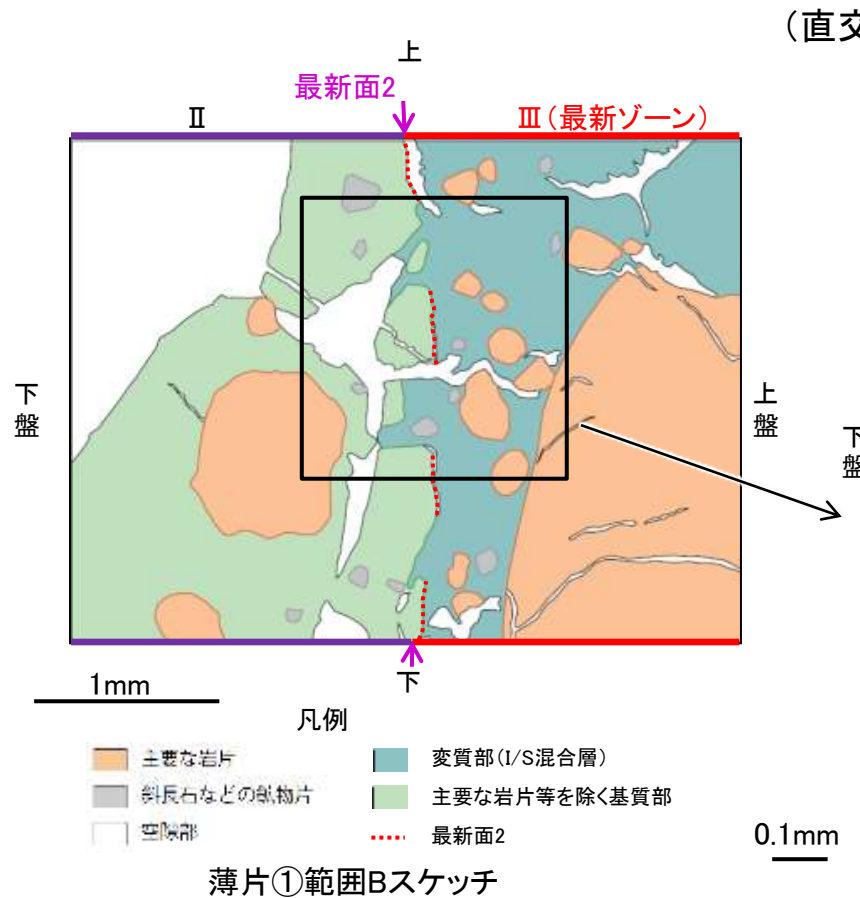 （直交
上
最新面2
Ⅱ
Ⅲ（最新ゾーン）
下盤
上盤
下盤
下
1mm
凡例
主要な岩片
変質部（I/S混合層）
斜長石などの鉱物片
主要な岩片等を除く基質部
空隙部
最新面2
0.1mm
薄片①範囲Bスケッチ